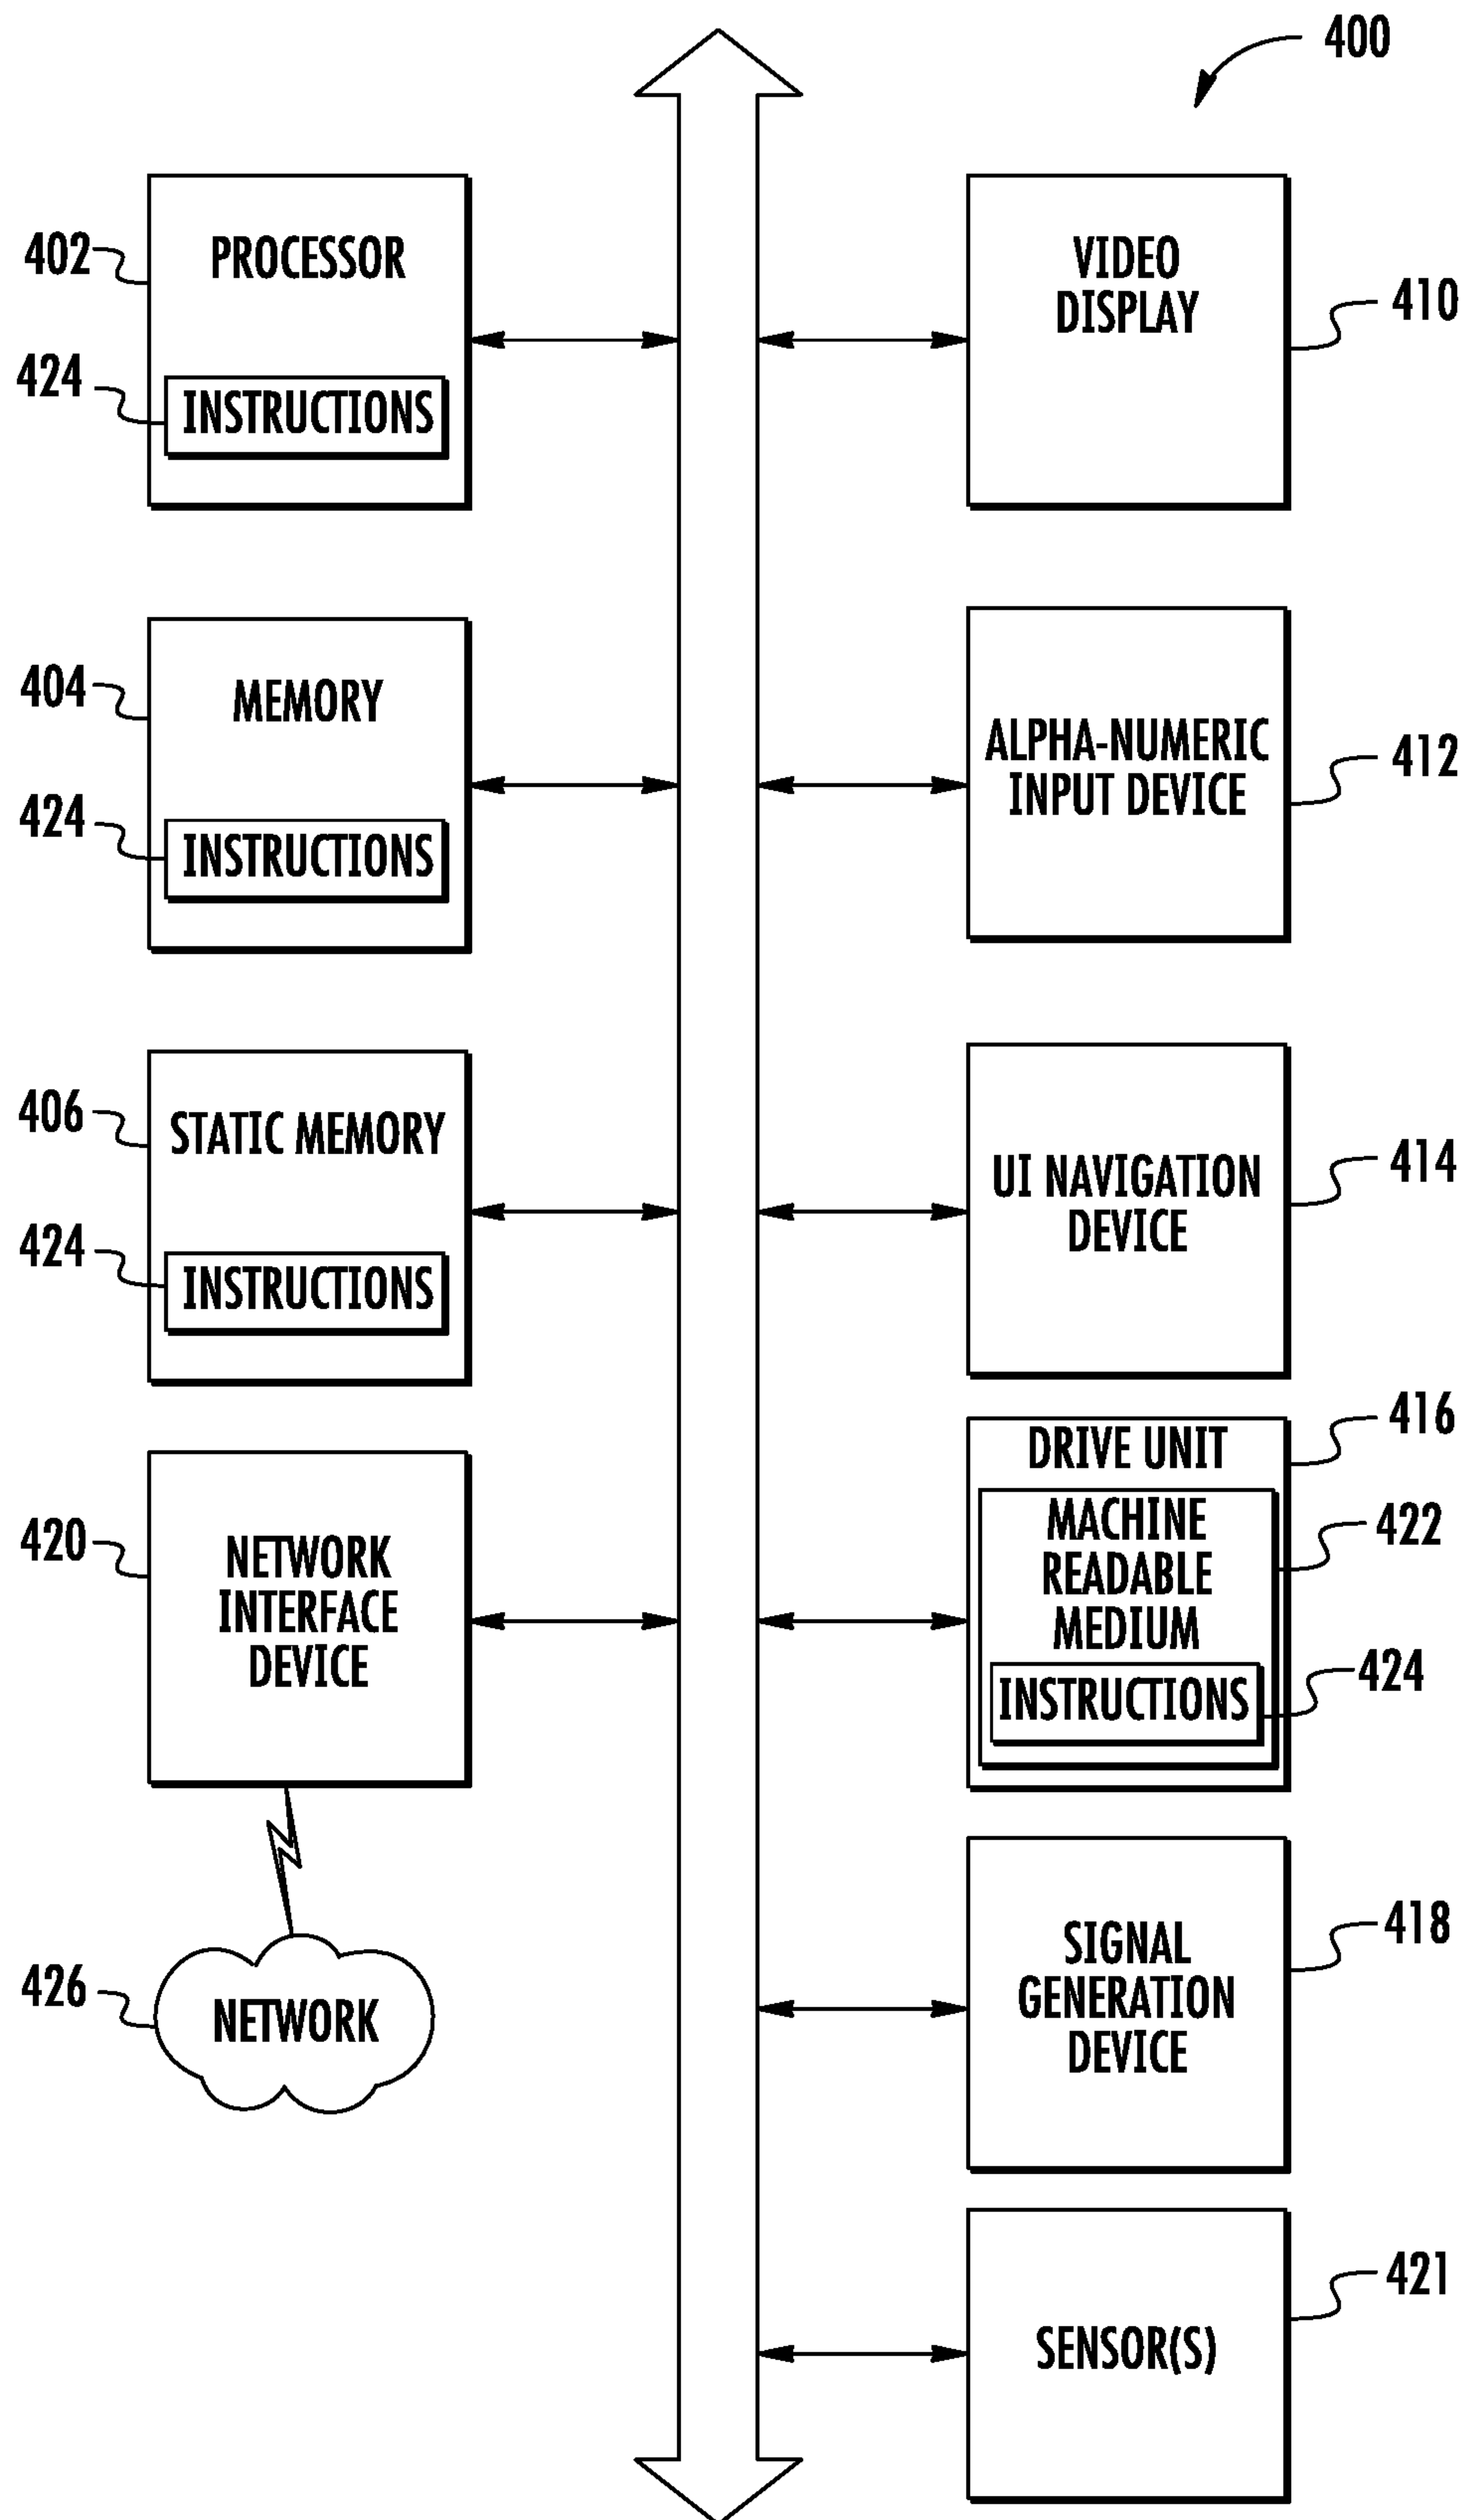 400
402
PROCESSOR
424
INSTRUCTIONS
404
MEMORY
424
INSTRUCTIONS
406
STATIC MEMORY
424
INSTRUCTIONS
420
NETWORK
INTERFACE
DEVICE
426
NETWORK
VIDEO
DISPLAY
410
ALPHA-NUMERIC
INPUT DEVICE
412
UI NAVIGATION
DEVICE
414
DRIVE UNIT
416
MACHINE
READABLE
MEDIUM
422
INSTRUCTIONS
424
SIGNAL
GENERATION
DEVICE
418
SENSOR(S)
421